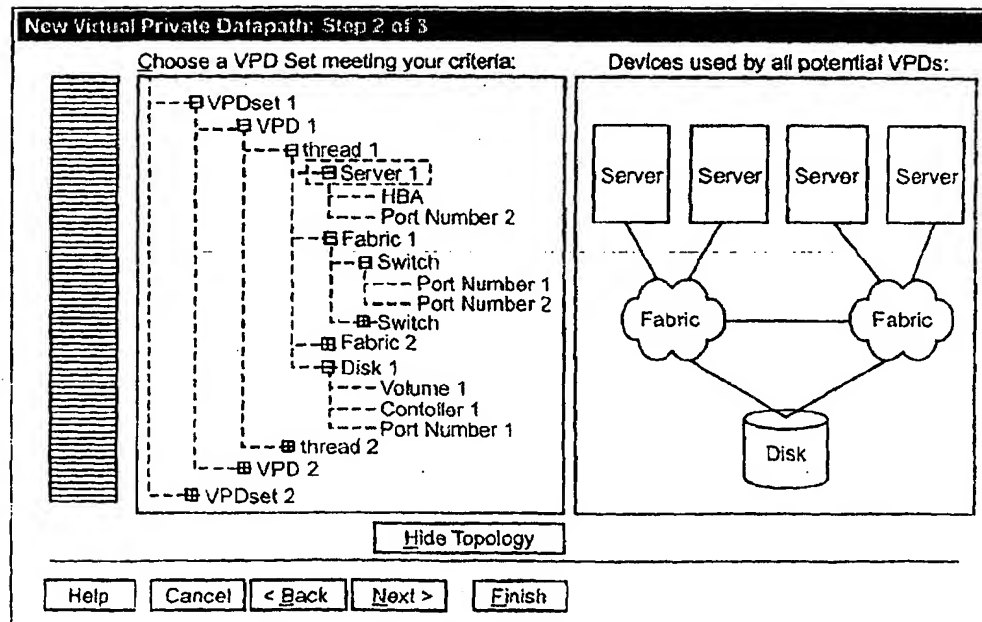 New Virtual Private Datapath: Step 2 of 3
Choose a VPD Set meeting your criteria:
VPDset 1
VPD 1
thread 1
Server 1
HBA
Port Number 2
Fabric 1
Switch
Port Number 1
Port Number 2
Switch
Fabric 2
Disk 1
Volume 1
Contoller 1
Port Number 1
thread 2
VPD 2
VPDset 2
Devices used by all potential VPDs:
Server Server Server Server
Fabric Fabric
Disk
Hide Topology
Help Cancel < Back Next > Finish